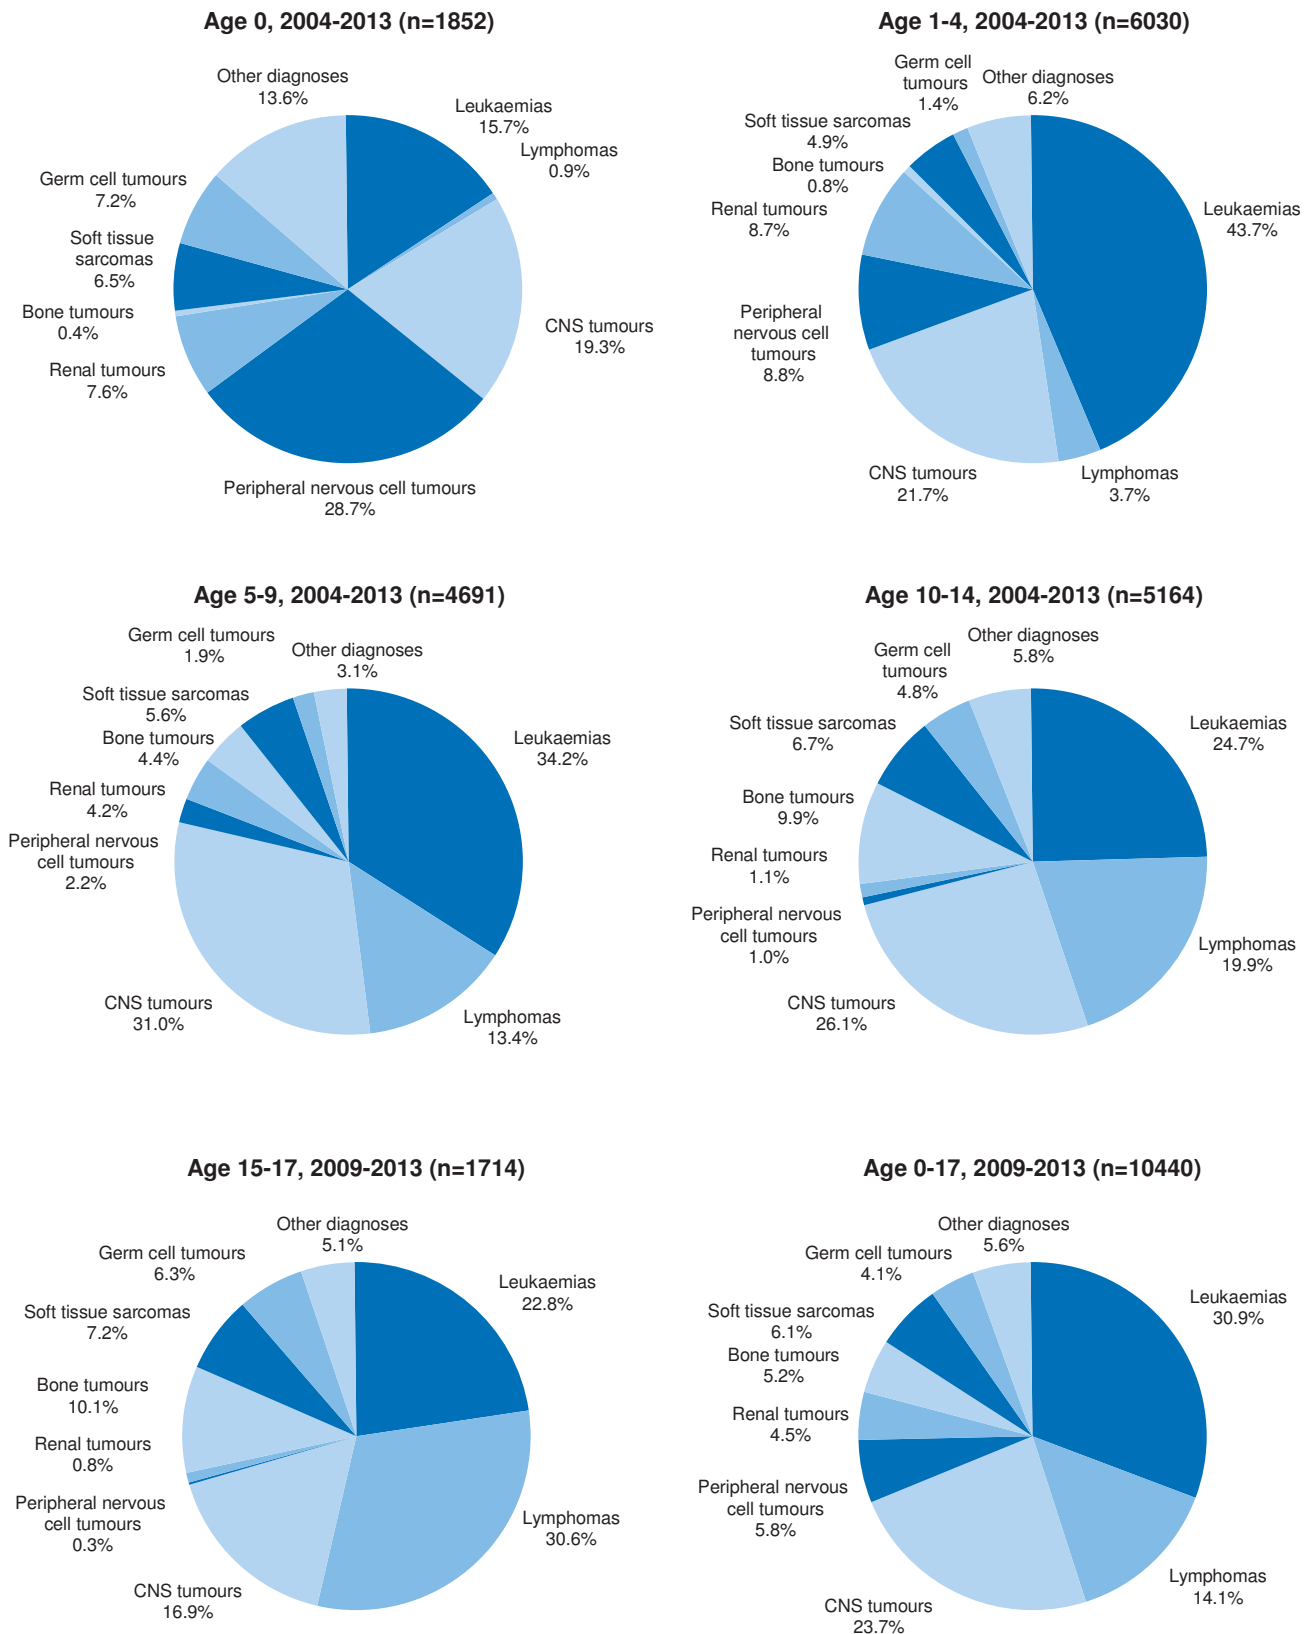 Age 0, 2004-2013 (n=1852)
Other diagnoses
13.6%
Leukaemias
15.7%
Lymphomas
0.9%
Germ cell tumours
7.2%
Soft tissue
sarcomas
6.5%
Bone tumours
0.4%
CNS tumours
19.3%
Renal tumours
7.6%
Peripheral nervous cell tumours
28.7%
Age 1-4, 2004-2013 (n=6030)
Germ cell
tumours
1.4%
Other diagnoses
6.2%
Soft tissue sarcomas
4.9%
Bone tumours
0.8%
Renal tumours
8.7%
Leukaemias
43.7%
Peripheral
nervous cell
tumours
8.8%
CNS tumours
21.7%
Lymphomas
3.7%
Age 5-9, 2004-2013 (n=4691)
Germ cell tumours
1.9%
Other diagnoses
3.1%
Soft tissue sarcomas
5.6%
Bone tumours
4.4%
Leukaemias
34.2%
Renal tumours
4.2%
Peripheral nervous
cell tumours
2.2%
CNS tumours
31.0%
Lymphomas
13.4%
Age 10-14, 2004-2013 (n=5164)
Other diagnoses
5.8%
Germ cell
tumours
4.8%
Soft tissue sarcomas
6.7%
Leukaemias
24.7%
Bone tumours
9.9%
Renal tumours
1.1%
Peripheral nervous
cell tumours
1.0%
Lymphomas
19.9%
CNS tumours
26.1%
Age 15-17, 2009-2013 (n=1714)
Other diagnoses
5.1%
Germ cell tumours
6.3%
Leukaemias
22.8%
Soft tissue sarcomas
7.2%
Bone tumours
10.1%
Renal tumours
0.8%
Peripheral nervous
cell tumours
0.3%
Lymphomas
30.6%
CNS tumours
16.9%
Age 0-17, 2009-2013 (n=10440)
Other diagnoses
5.6%
Germ cell tumours
4.1%
Leukaemias
30.9%
Soft tissue sarcomas
6.1%
Bone tumours
5.2%
Renal tumours
4.5%
Peripheral nervous
cell tumours
5.8%
Lymphomas
14.1%
CNS tumours
23.7%